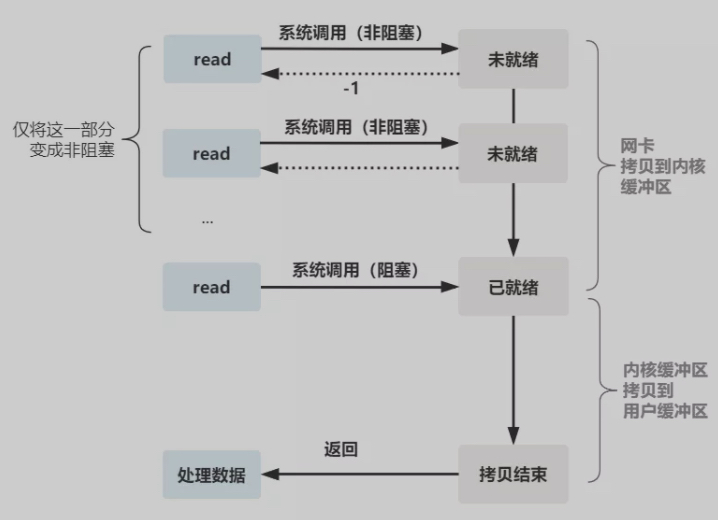 系统调用（非阻塞）
read
未就绪
-1
仅将这一部分
变成非阻塞
系统调用（非阻塞）
read
未就绪
网卡
拷贝到内核
缓冲区
...
系统调用（阻塞）
read
已就绪
内核缓冲区
拷贝到
用户缓冲区
返回
处理数据
拷贝结束